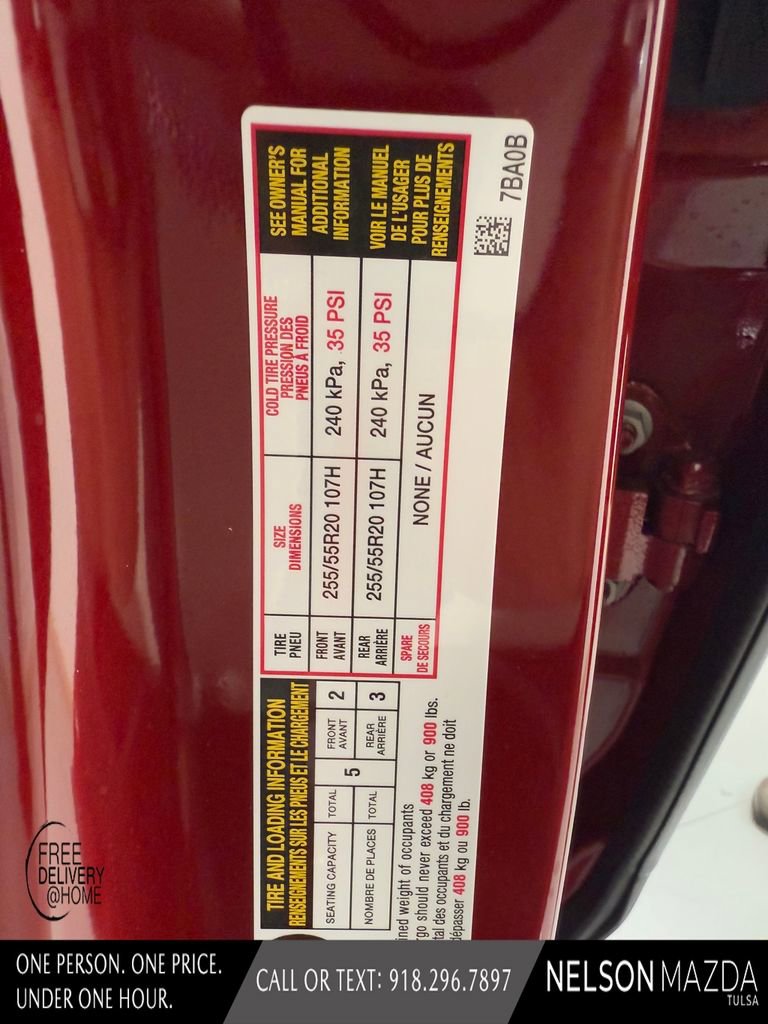 TIRE AND LOADING INFORMATION
RENSEIGNEMENTS SUR LES PNEUS ET LE CHARGEMENT
SEATING CAPACITY TOTAL 5 FRONT AVANT 2
NOMBRE DE PLACES TOTAL REAR ARRIÈRE 3
ined weight of occupants
rgo should never exceed 408 kg or 900 lbs.
tal des occupants et du chargement ne doit
dépasser 408 kg ou 900 lb.
TIRE PNEU
SIZE DIMENSIONS
COLD TIRE PRESSURE
PRESSION DES
PNEUS À FROID
FRONT AVANT 255/55R20 107H 240 kPa, 35 PSI
REAR ARRIÈRE 255/55R20 107H 240 kPa, 35 PSI
SPARE DE SECOURS NONE / AUCUN
SEE OWNER'S
MANUAL FOR
ADDITIONAL
INFORMATION
VOIR LE MANUEL
DE L'USAGER
POUR PLUS DE
RENSEIGNEMENTS
7BA0B
FREE
DELIVERY
@HOME
ONE PERSON. ONE PRICE.
UNDER ONE HOUR.
CALL OR TEXT: 918.296.7897
NELSON MAZDA
TULSA